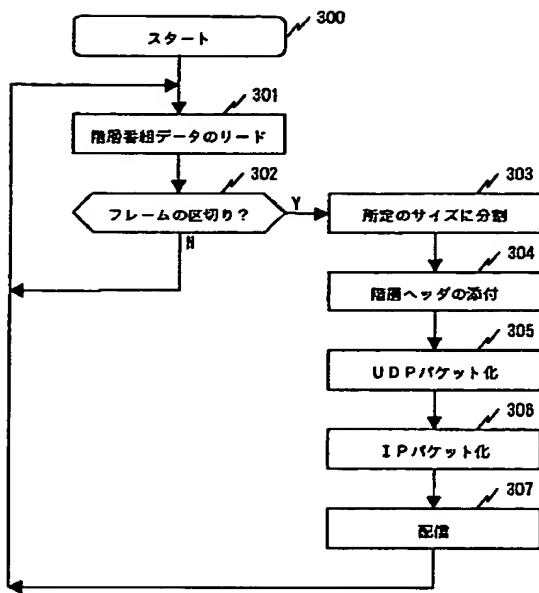 300
スタート
301
階層番組データのリード
302
フレームの区切り?
Y
N
303
所定のサイズに分割
304
階層ヘッダの添付
305
UDPパケット化
306
IPパケット化
307
配信